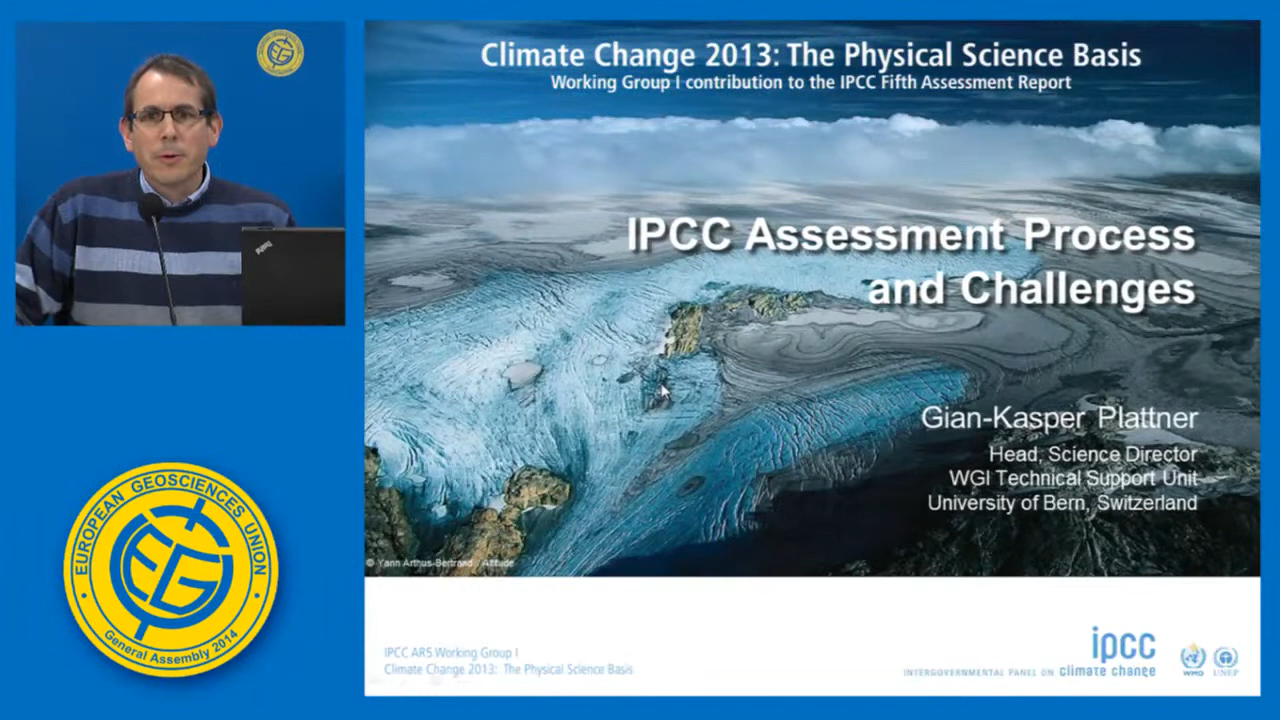 Climate Change 2013: The Physical Science Basis
Working Group I contribution to the IPCC Fifth Assessment Report
IPCC Assessment Process
and Challenges
Gian-Kasper Plattner
Head, Science Director
WGI Technical Support Unit
University of Bern, Switzerland
© Yann Arthus-Bertrand / Altitude
IPCC AR5 Working Group I
Climate Change 2013: The Physical Science Basis
ipcc
INTERGOVERNMENTAL PANEL ON climate change
WMO
UNEP
ThinkPad
EUROPEAN GEOSCIENCES UNION
EGU
General Assembly 2014